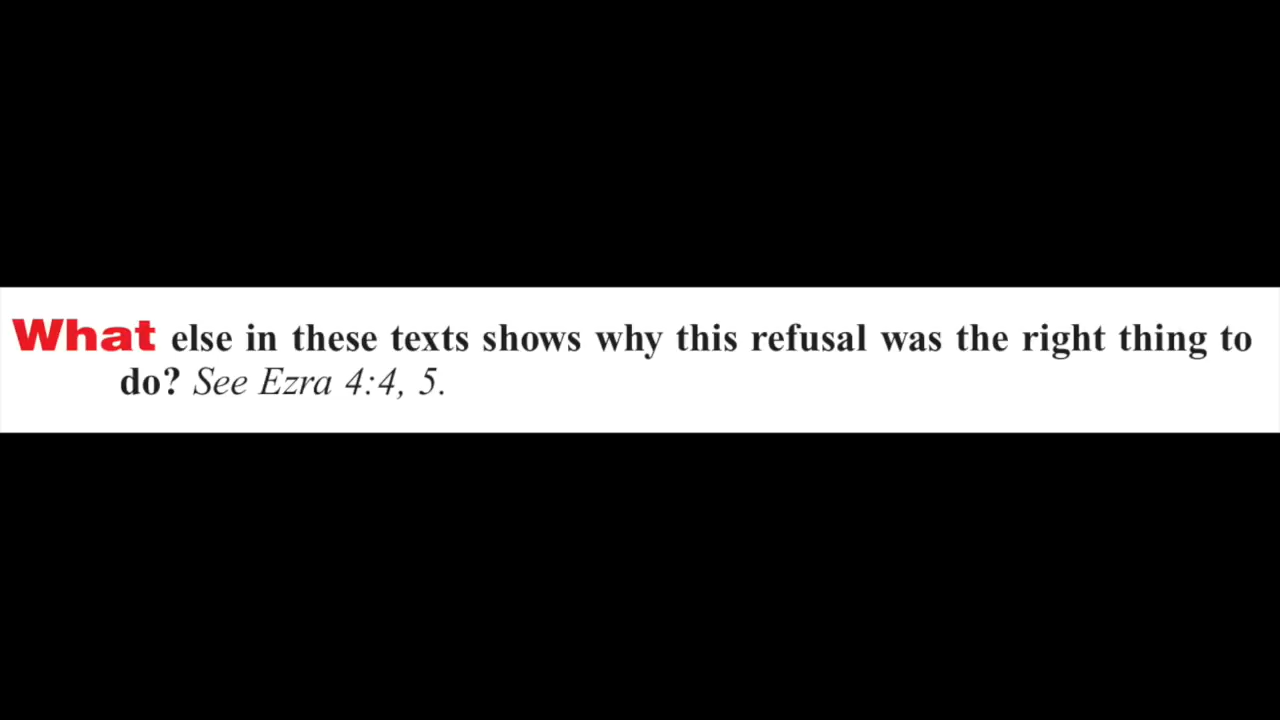 What else in these texts shows why this refusal was the right thing to
do? See Ezra 4:4, 5.